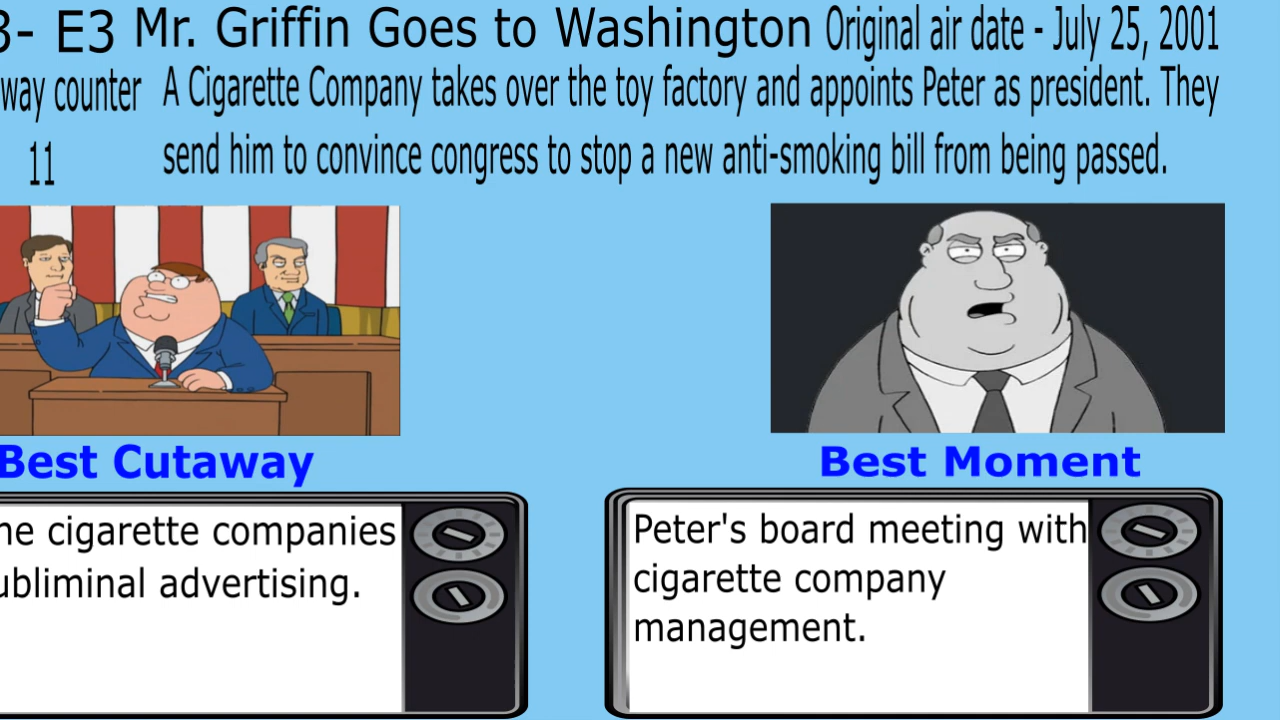 3- E3 Mr. Griffin Goes to Washington Original air date - July 25, 2001
way counter A Cigarette Company takes over the toy factory and appoints Peter as president. They
11 send him to convince congress to stop a new anti-smoking bill from being passed.
Best Cutaway
Best Moment
he cigarette companies
ubliminal advertising.
Peter's board meeting with
cigarette company
management.